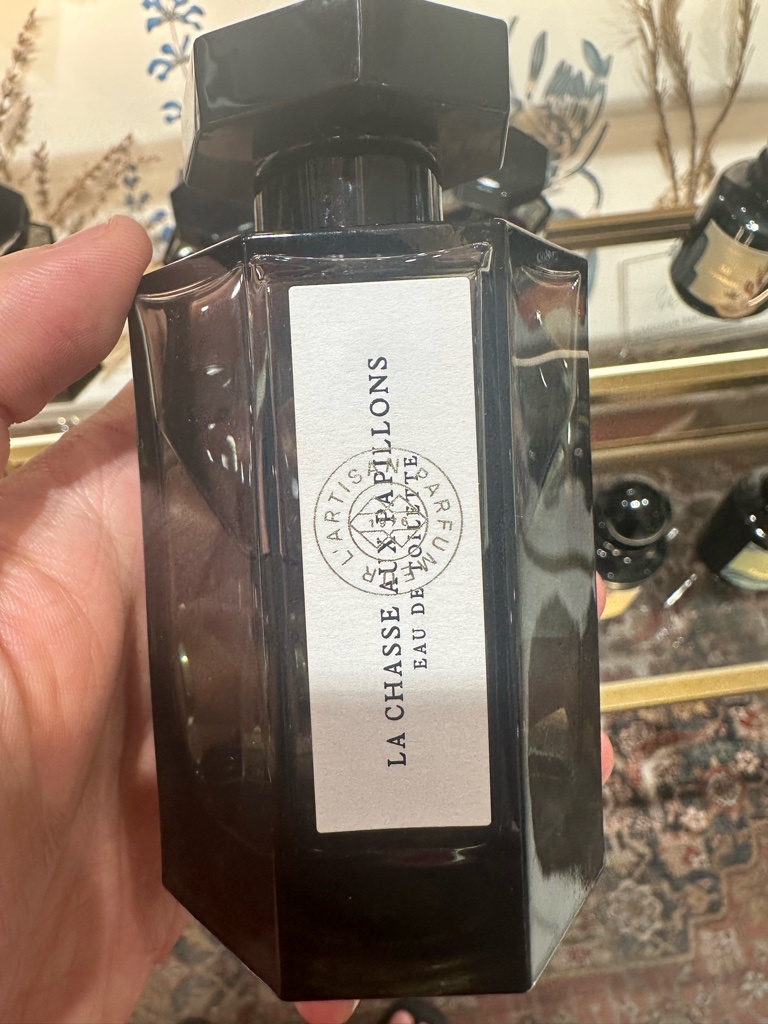 LA CHASSE AUX PAPILLONS
EAU DE TOILETTE
L'ARTISAN PARFUMEUR